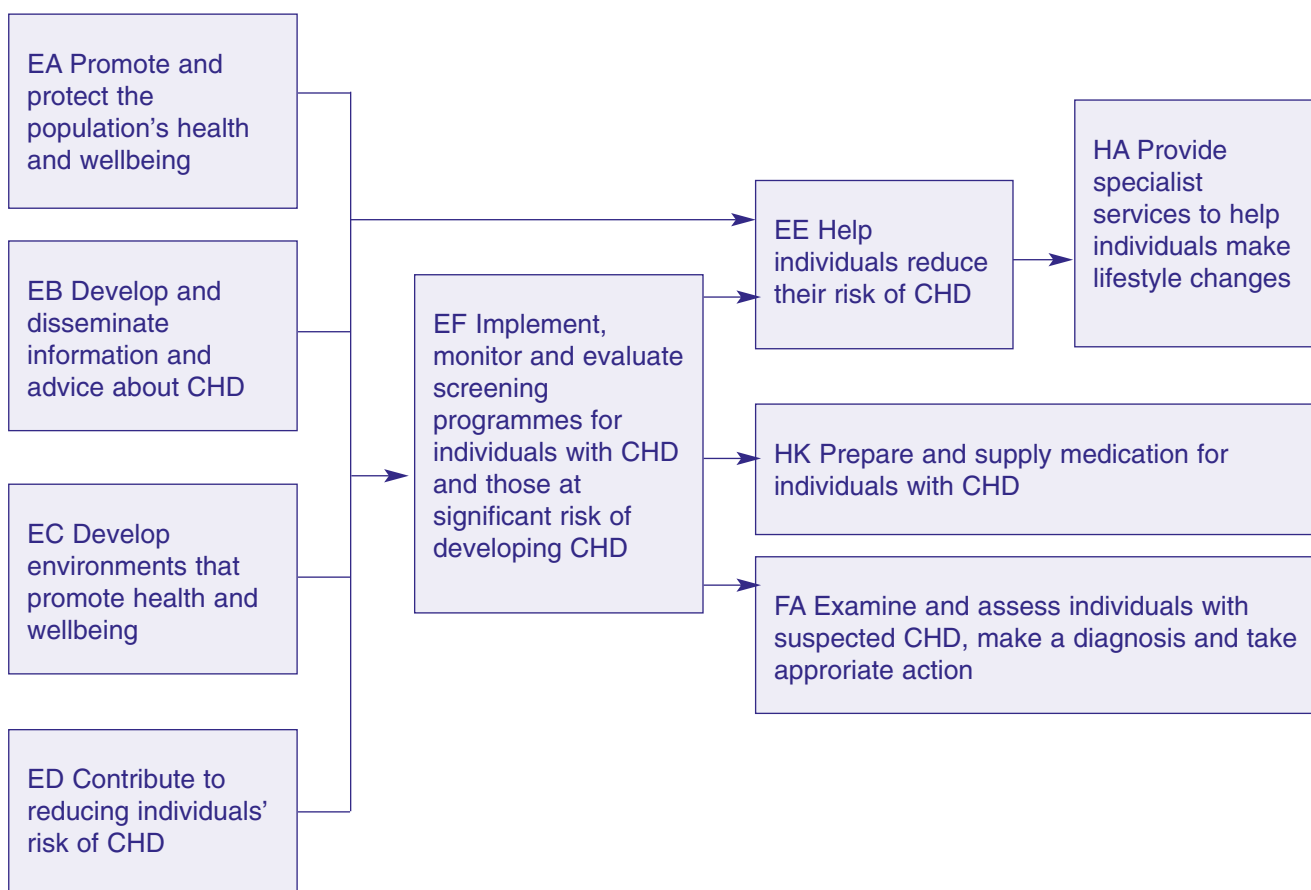 EA Promote and
protect the
population’s health
and wellbeing
EB Develop and
disseminate
information and
advice about CHD
EC Develop
environments that
promote health and
wellbeing
ED Contribute to
reducing individuals’
risk of CHD
EF Implement,
monitor and evaluate
screening
programmes for
individuals with CHD
and those at
significant risk of
developing CHD
EE Help
individuals reduce
their risk of CHD
HA Provide
specialist
services to help
individuals make
lifestyle changes
HK Prepare and supply medication for
individuals with CHD
FA Examine and assess individuals with
suspected CHD, make a diagnosis and take
approriate action